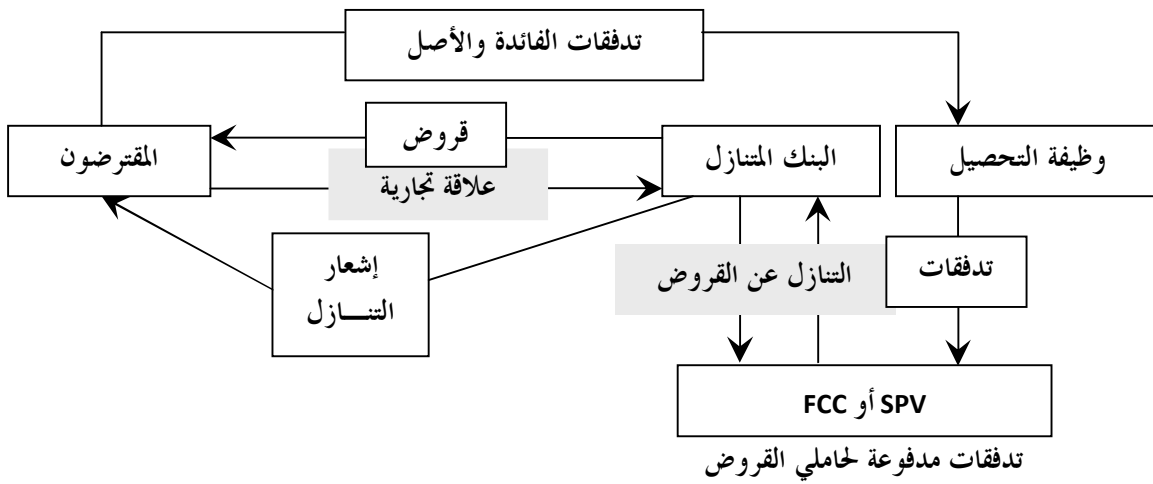 تدفقات الفائدة والأصل
قروض
المقترضون
البنك المتنازل
وظيفة التحصيل
علاقة تجارية
إشعار
التنـــازل
التنازل عن القروض
تدفقات
SPV أو FCC
تدفقات مدفوعة لحاملي القروض